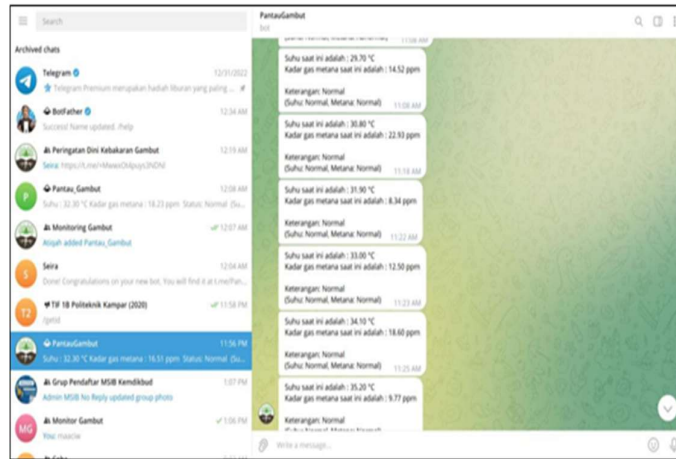 Search
Archived chats
Telegram
12/31/2022
Telegram Premium merupakan hadiah liburan yang paling ...
BotFather
12:34 AM
Success! Name updated. /help
Peringatan Dini Kebakaran Gambut
12:19 AM
Seira:
Pantau_Gambut
12:08 AM
Suhu : 32.30 °C Kadar gas metana : 18.23 ppm Status: Normal (Su...
Monitoring Gambut
12:07 AM
Atiqah added Pantau_Gambut
Seira
12:04 AM
Done! Congratulations on your new bot. You will find it at t.me/Pan...
TIF 1B Politeknik Kampar (2020)
11:58 PM
/getid
PantauGambut
11:56 PM
Suhu : 32.30 °C Kadar gas metana : 16.51 ppm Status: Normal (Su...
Grup Pendaftar MSIB Kemdikbud
1:07 PM
Admin MSIB No Reply updated group photo
MG
Monitor Gambut
1:06 PM
You: maaciw
PantauGambut
bot
11:06 AM
Suhu saat ini adalah : 29.70 °C
Kadar gas metana saat ini adalah : 14.52 ppm
Keterangan: Normal
(Suhu: Normal, Metana: Normal)
11:08 AM
Suhu saat ini adalah : 30.80 °C
Kadar gas metana saat ini adalah : 22.93 ppm
Keterangan: Normal
(Suhu: Normal, Metana: Normal)
11:18 AM
Suhu saat ini adalah : 31.90 °C
Kadar gas metana saat ini adalah : 8.34 ppm
Keterangan: Normal
(Suhu: Normal, Metana: Normal)
11:22 AM
Suhu saat ini adalah : 33.00 °C
Kadar gas metana saat ini adalah : 12.50 ppm
Keterangan: Normal
(Suhu: Normal, Metana: Normal)
11:23 AM
Suhu saat ini adalah : 34.10 °C
Kadar gas metana saat ini adalah : 18.60 ppm
Keterangan: Normal
(Suhu: Normal, Metana: Normal)
11:25 AM
Suhu saat ini adalah : 35.20 °C
Kadar gas metana saat ini adalah : 9.77 ppm
Keterangan: Normal
Write a message...